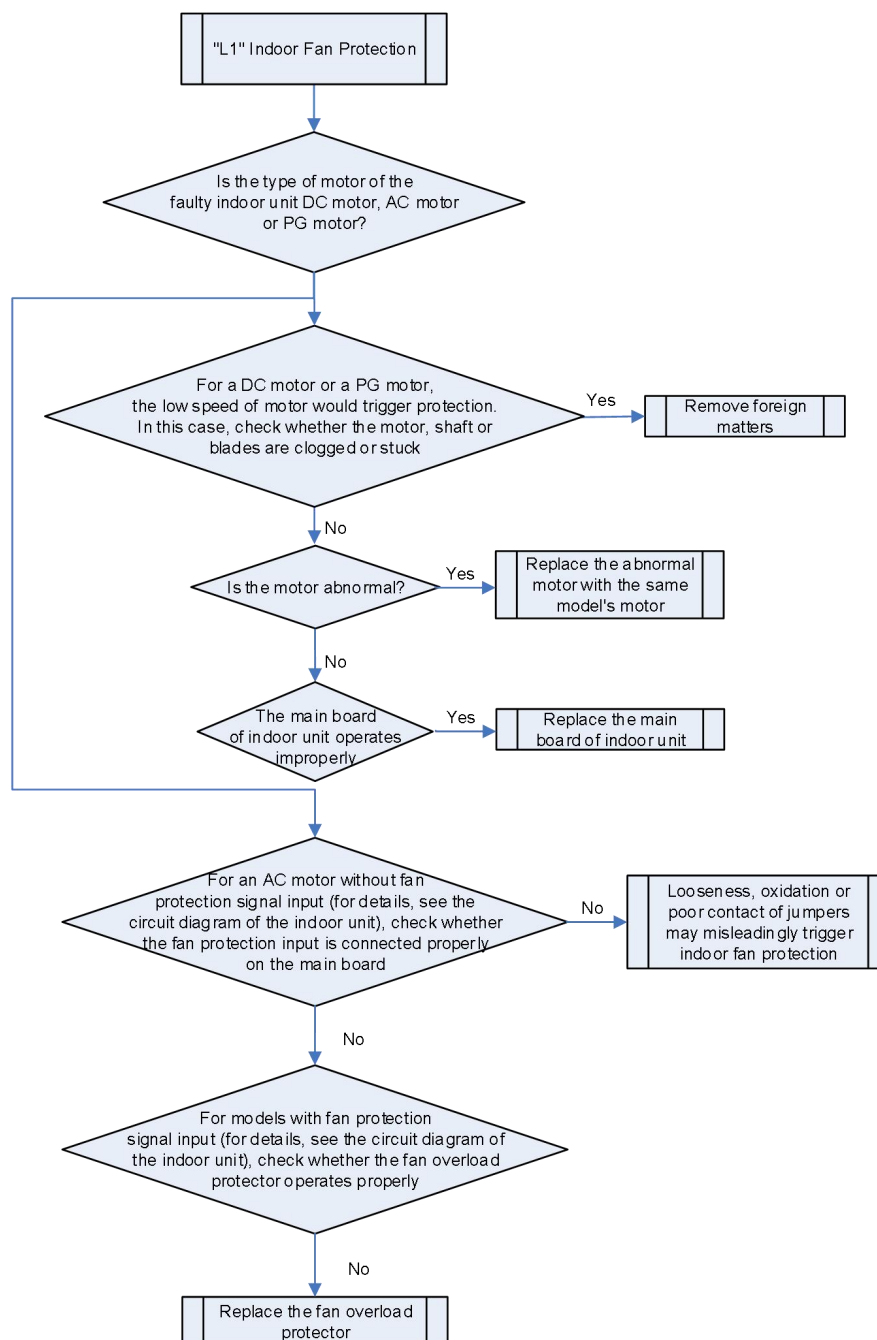 "L1" Indoor Fan Protection
Is the type of motor of the
faulty indoor unit DC motor, AC motor
or PG motor?
For a DC motor or a PG motor,
the low speed of motor would trigger protection.
In this case, check whether the motor, shaft or
blades are clogged or stuck
Yes
Remove foreign
matters
No
Is the motor abnormal?
Yes
Replace the abnormal
motor with the same
model's motor
No
The main board
of indoor unit operates
improperly
Yes
Replace the main
board of indoor unit
For an AC motor without fan
protection signal input (for details, see the
circuit diagram of the indoor unit), check whether
the fan protection input is connected properly
on the main board
No
Looseness, oxidation or
poor contact of jumpers
may misleadingly trigger
indoor fan protection
No
For models with fan protection
signal input (for details, see the circuit diagram of
the indoor unit), check whether the fan overload
protector operates properly
No
Replace the fan overload
protector